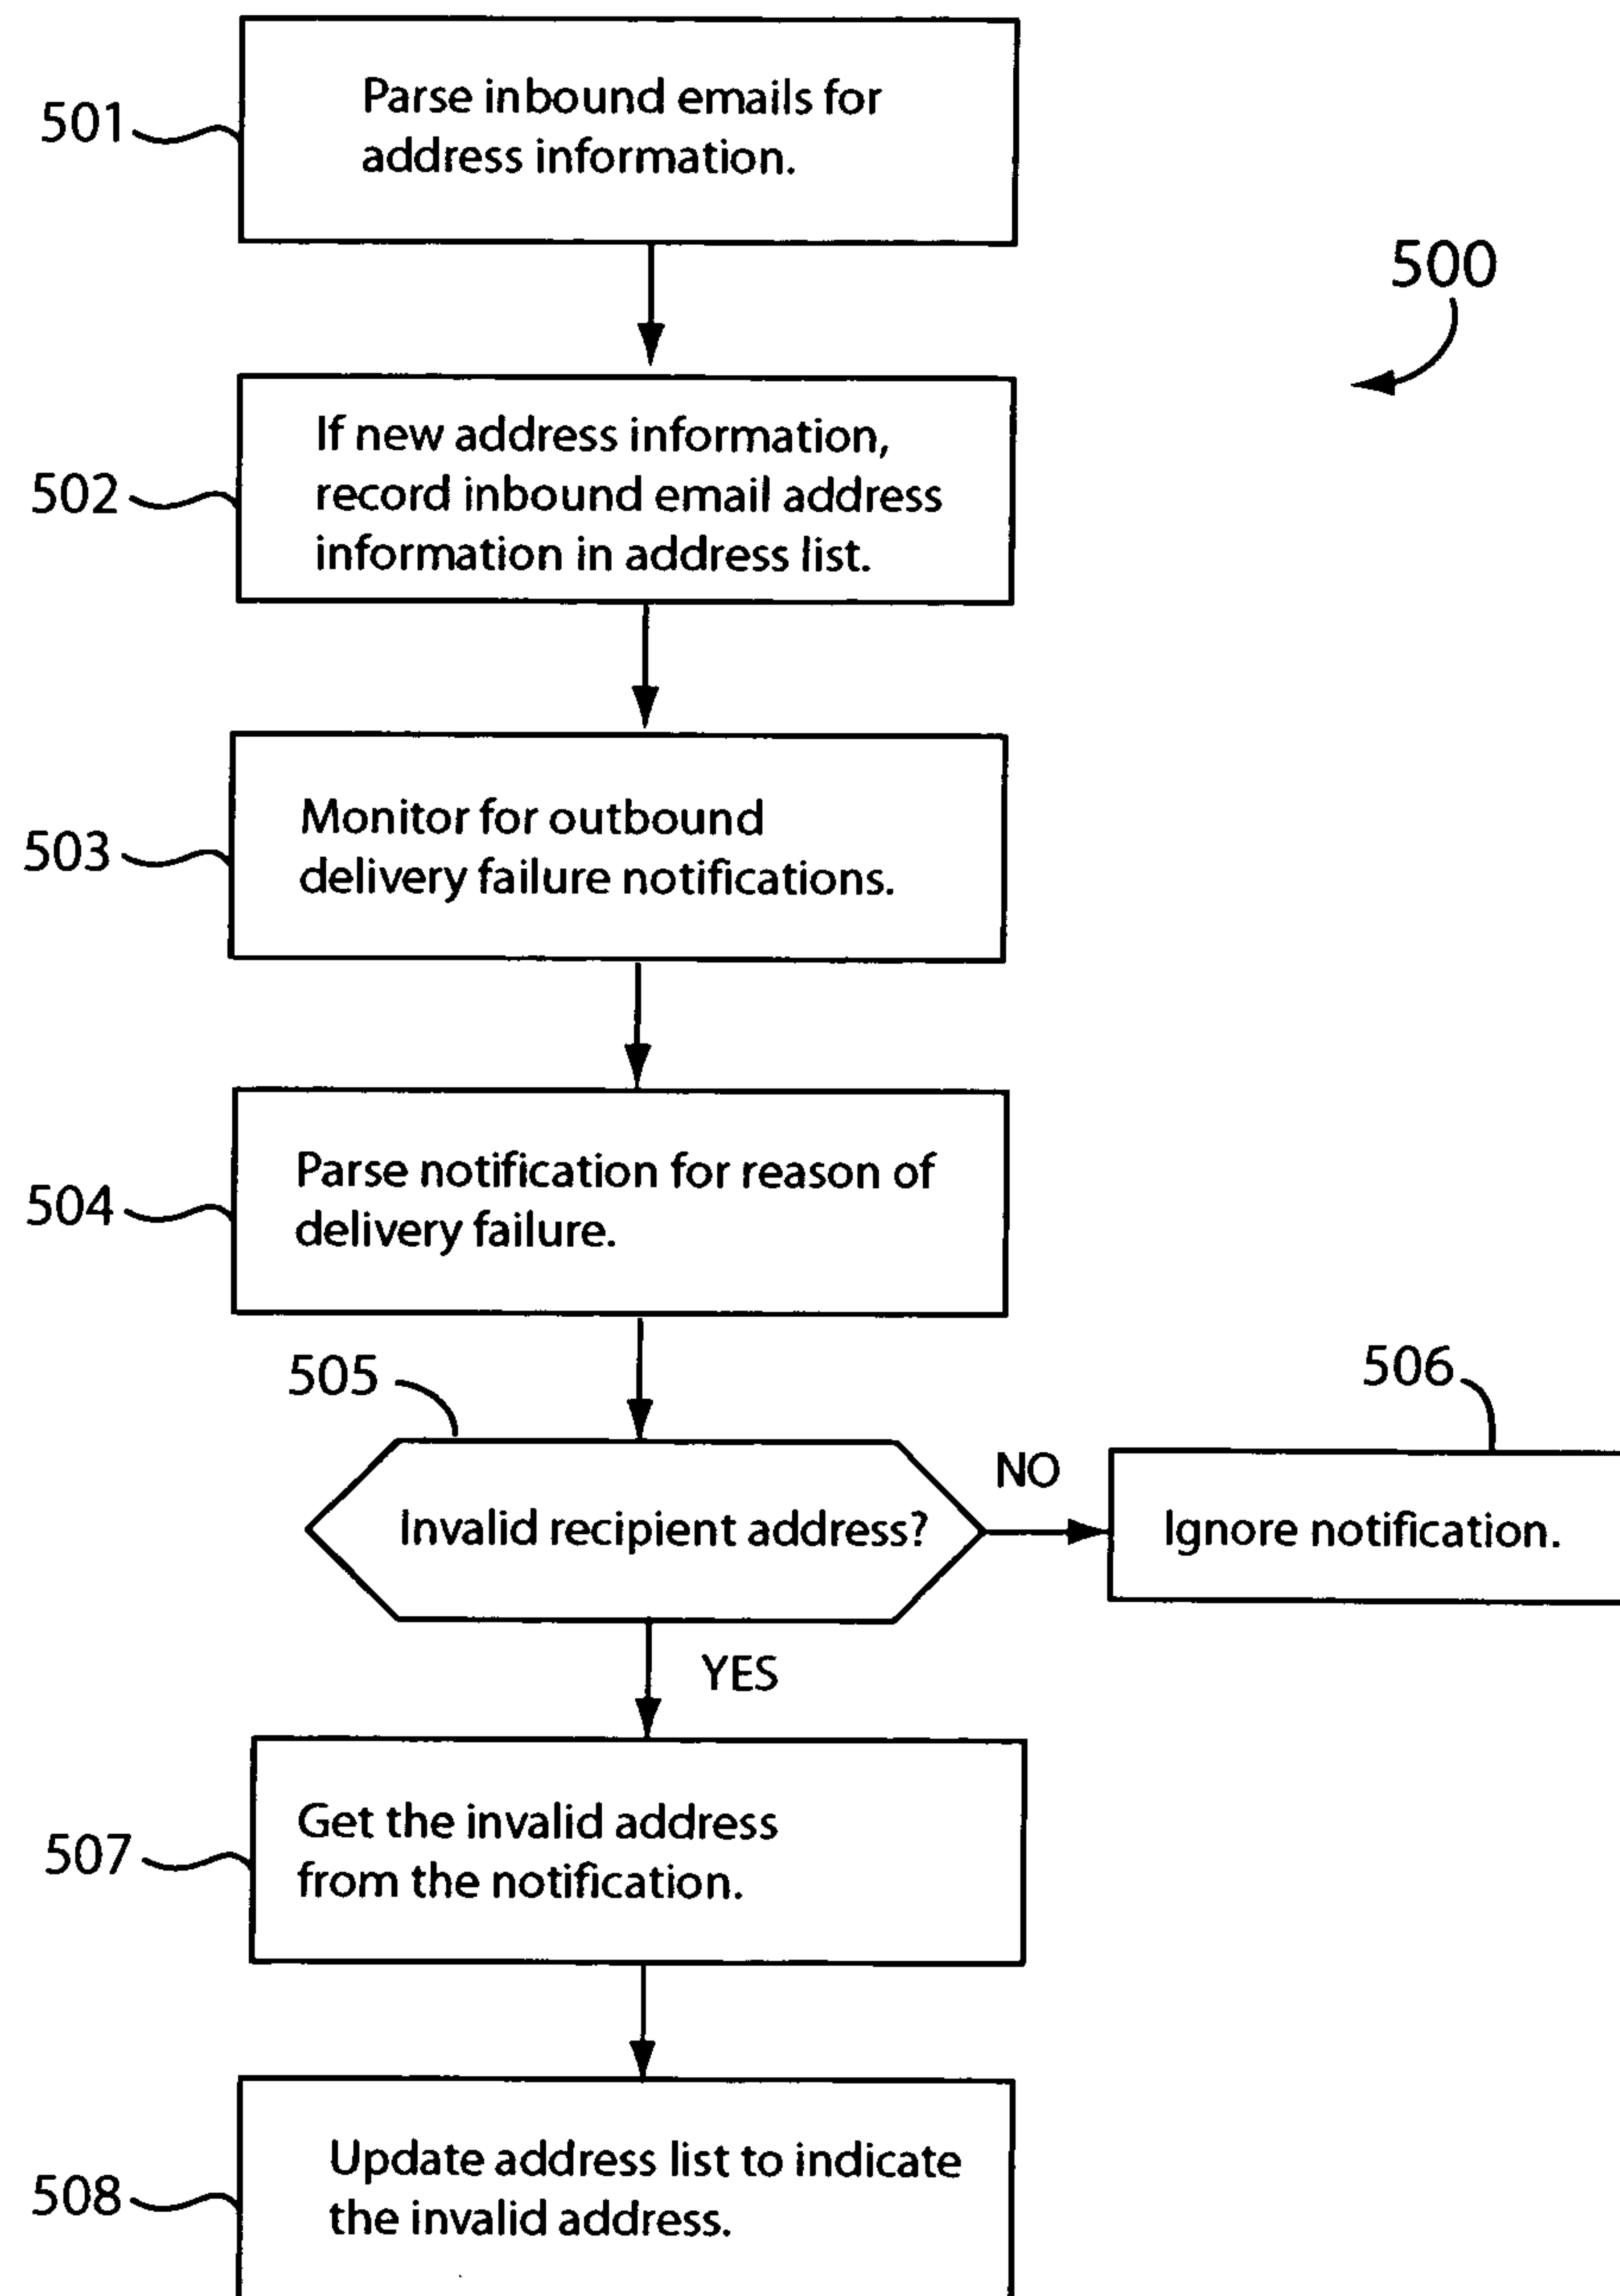 501
Parse inbound emails for
address information.
500
502
If new address information,
record inbound email address
information in address list.
503
Monitor for outbound
delivery failure notifications.
504
Parse notification for reason of
delivery failure.
505
Invalid recipient address?
NO
506
Ignore notification.
YES
507
Get the invalid address
from the notification.
508
Update address list to indicate
the invalid address.